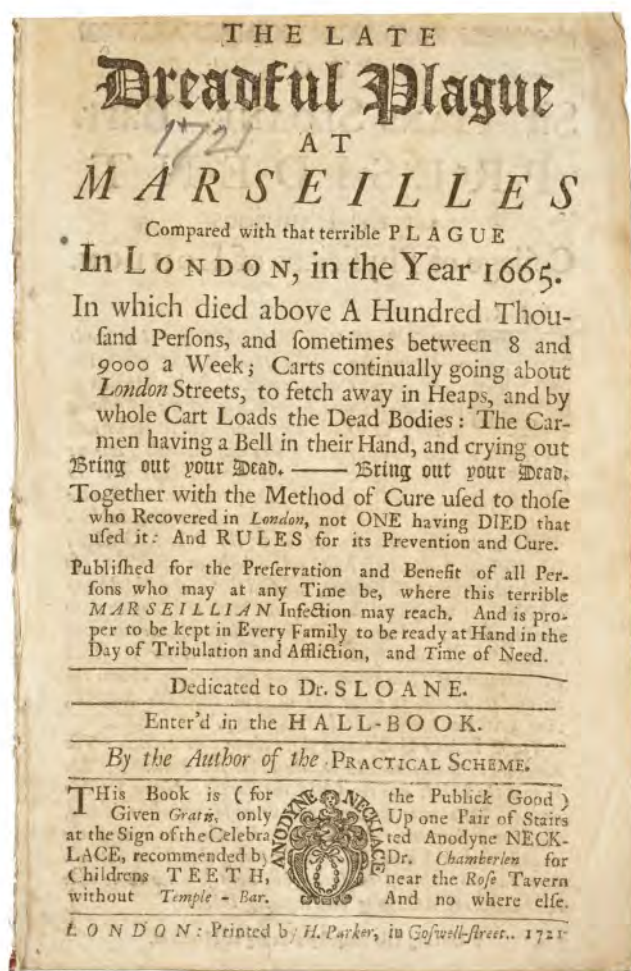 THE LATE
Dreadful Plague
1721
AT
MARSEILLES
Compared with that terrible PLAGUE
In LONDON, in the Year 1665.
In which died above A Hundred Thou-
ſand Perſons, and ſometimes between 8 and
9000 a Week; Carts continually going about
London Streets, to fetch away in Heaps, and by
whole Cart Loads the Dead Bodies: The Car-
men having a Bell in their Hand, and crying out
Bring out your Dead. —— Bring out your Dead.
Together with the Method of Cure uſed to thoſe
who Recovered in London, not ONE having DIED that
uſed it: And RULES for its Prevention and Cure.
Publiſhed for the Preſervation and Benefit of all Per-
ſons who may at any Time be, where this terrible
MARSEILLIAN Infection may reach. And is pro-
per to be kept in Every Family to be ready at Hand in the
Day of Tribulation and Affliction, and Time of Need.
Dedicated to Dr. SLOANE.
Enter'd in the HALL-BOOK.
By the Author of the PRACTICAL SCHEME.
THis Book is (for the Publick Good)
Given Gratis, only Up one Pair of Stairs
at the Sign of the Celebra ted Anodyne NECK-
LACE, recommended by Dr. Chamberlen for
Childrens TEETH, near the Roſe Tavern
without Temple-Bar. And no where elſe.
ANODYNE NECKLACE
LONDON: Printed by H. Parker, in Goſwell-ſtreet.. 1721